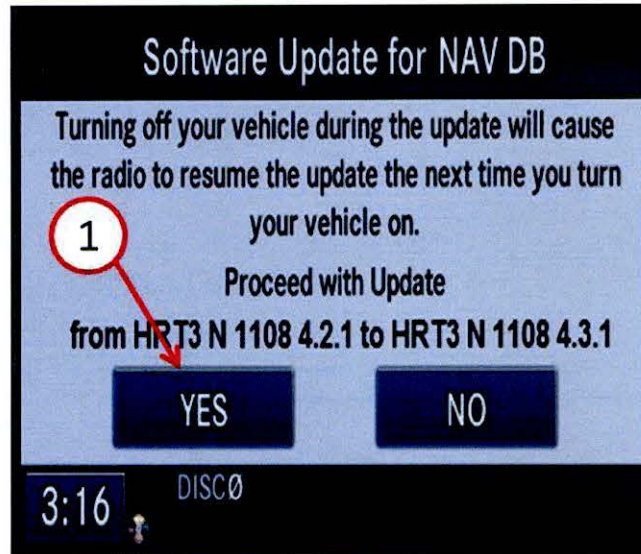 Software Update for NAV DB
Turning off your vehicle during the update will cause
the radio to resume the update the next time you turn
your vehicle on.
1
Proceed with Update
from HRT3 N 1108 4.2.1 to HRT3 N 1108 4.3.1
YES NO
DISCØ
3:16